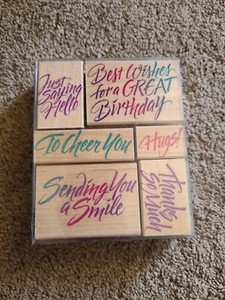 Just
Saying
Hello
Best Wishes
for a GREAT
Birthday
To Cheer You
Hugs!
Sending You
a Smile
Thanks
So Much